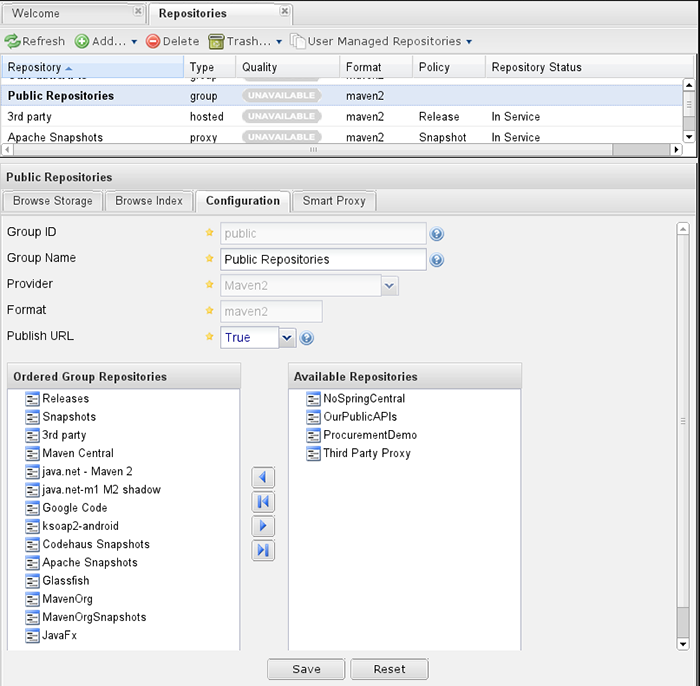 Welcome Repositories
Refresh Add... Delete Trash... User Managed Repositories
Repository Type Quality Format Policy Repository Status
group UNAVAILABLE maven2
Public Repositories group UNAVAILABLE maven2
3rd party hosted UNAVAILABLE maven2 Release In Service
Apache Snapshots proxy UNAVAILABLE maven2 Snapshot In Service
Public Repositories
Browse Storage Browse Index Configuration Smart Proxy
Group ID public
Group Name Public Repositories
Provider Maven2
Format maven2
Publish URL True
Ordered Group Repositories
Releases
Snapshots
3rd party
Maven Central
java.net - Maven 2
java.net-m1 M2 shadow
Google Code
ksoap2-android
Codehaus Snapshots
Apache Snapshots
Glassfish
MavenOrg
MavenOrgSnapshots
JavaFx
Available Repositories
NoSpringCentral
OurPublicAPIs
ProcurementDemo
Third Party Proxy
Save Reset